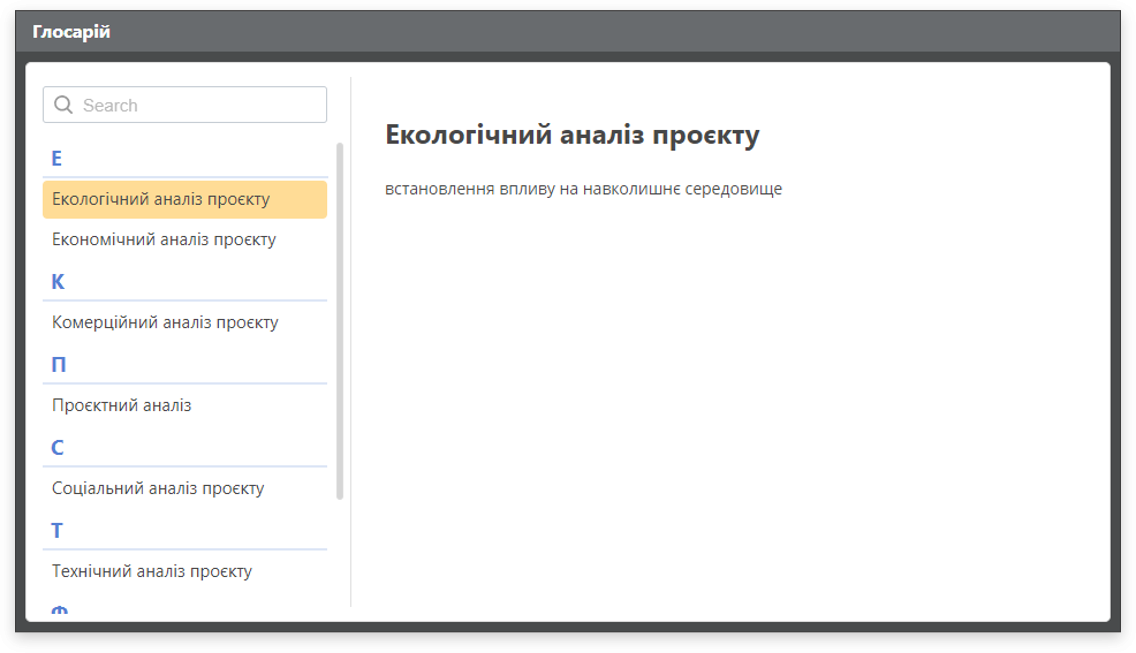 Глосарій
Search
Е
Екологічний аналіз проєкту
Економічний аналіз проєкту
К
Комерційний аналіз проєкту
П
Проєктний аналіз
С
Соціальний аналіз проєкту
Т
Технічний аналіз проєкту
Ф
Екологічний аналіз проєкту
встановлення впливу на навколишнє середовище